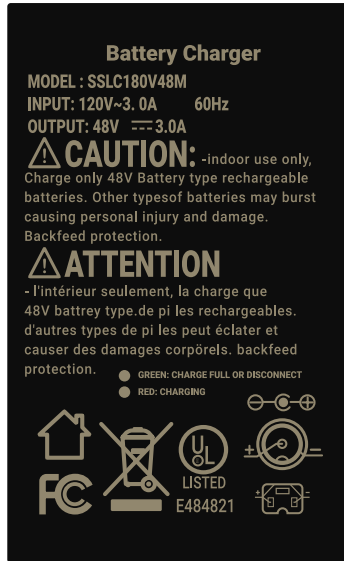 Battery Charger
MODEL : SSLC180V48M
INPUT: 120V~3. 0A 60Hz
OUTPUT: 48V ⎓3.0A
CAUTION: -indoor use only,
Charge only 48V Battery type rechargeable
batteries. Other typesof batteries may burst
causing personal injury and damage.
Backfeed protection.
ATTENTION
- l'intérieur seulement, la charge que
48V battrey type.de pi les rechargeables.
d'autres types de pi les peut éclater et
causer des damages corpörels. backfeed
protection.
GREEN: CHARGE FULL OR DISCONNECT
RED: CHARGING
UL
LISTED
FC
E484821